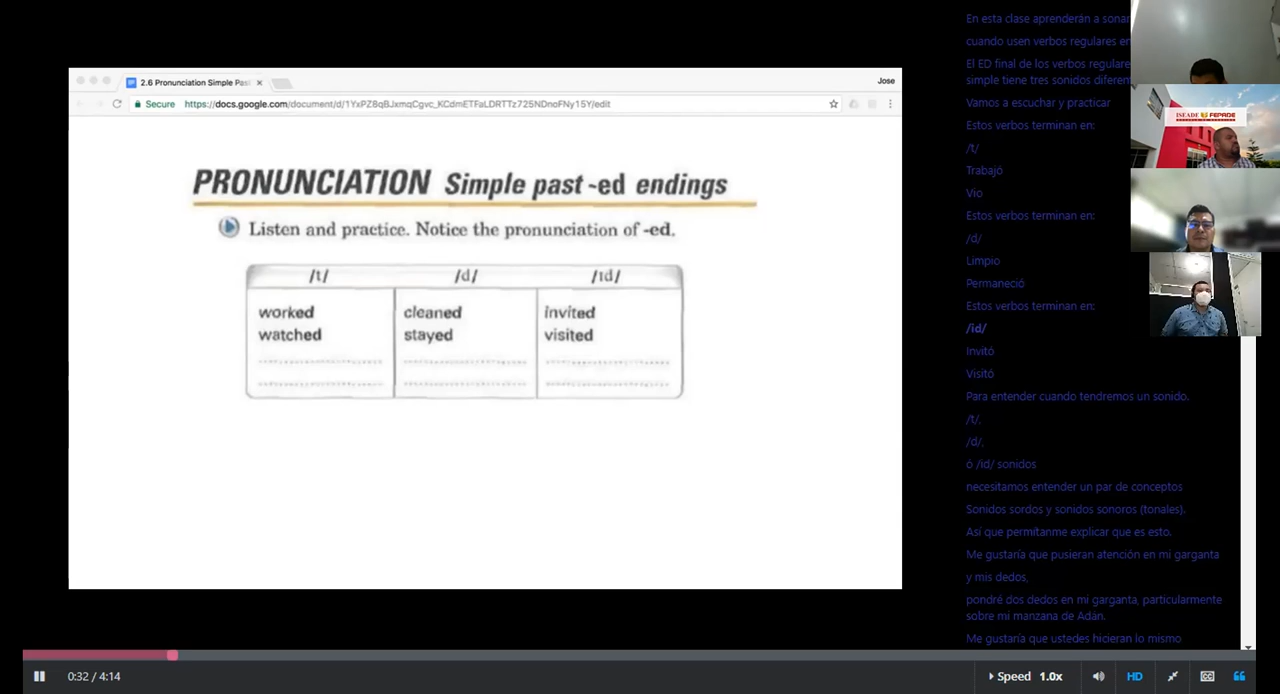 2.6 Pronunciation Simple Pas
Jose
Secure
https://docs.google.com/document/d/1YxPZ8qBJxmqCgvc_KCdmETFaLDRTTz725NDnoFNy15Y/edit
PRONUNCIATION Simple past -ed endings
Listen and practice. Notice the pronunciation of -ed.
/t/ /d/ /ɪd/
worked cleaned invited
watched stayed visited
En esta clase aprenderán a sonar
cuando usen verbos regulares en
El ED final de los verbos regulare
simple tiene tres sonidos diferen
Vamos a escuchar y practicar
Estos verbos terminan en:
/t/
Trabajó
Vio
Estos verbos terminan en:
/d/
Limpio
Permaneció
Estos verbos terminan en:
/id/
Invitó
Visitó
Para entender cuando tendremos un sonido.
/t/,
/d/,
ó /id/ sonidos
necesitamos entender un par de conceptos
Sonidos sordos y sonidos sonoros (tonales).
Así que permítanme explicar que es esto.
Me gustaría que pusieran atención en mi garganta
y mis dedos,
pondré dos dedos en mi garganta, particularmente
sobre mi manzana de Adán.
Me gustaría que ustedes hicieran lo mismo
ISEADE FEPADE
0:32 / 4:14
Speed 1.0x
HD
CC